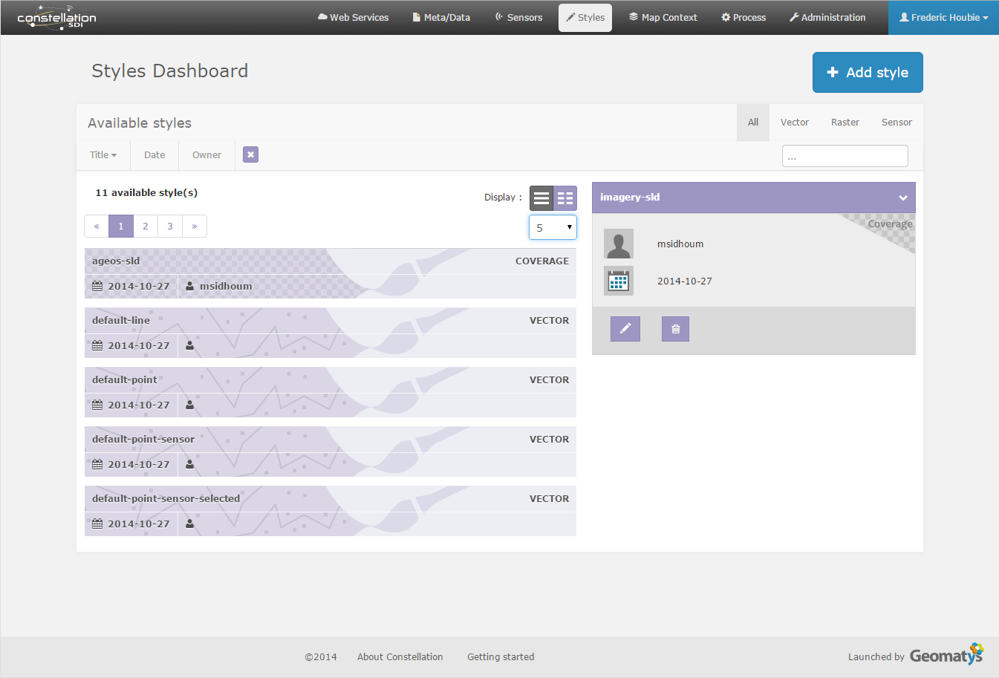 constellation SDI
Web Services Meta/Data Sensors Styles Map Context Process Administration Frederic Houbie
Styles Dashboard
+ Add style
Available styles
All Vector Raster Sensor
Title Date Owner
...
11 available style(s)
Display :
« 1 2 3 »
5
ageos-sld COVERAGE
2014-10-27 msidhoum
default-line VECTOR
2014-10-27
default-point VECTOR
2014-10-27
default-point-sensor VECTOR
2014-10-27
default-point-sensor-selected VECTOR
2014-10-27
imagery-sld
Coverage
msidhoum
2014-10-27
©2014 About Constellation Getting started
Launched by Geomatys